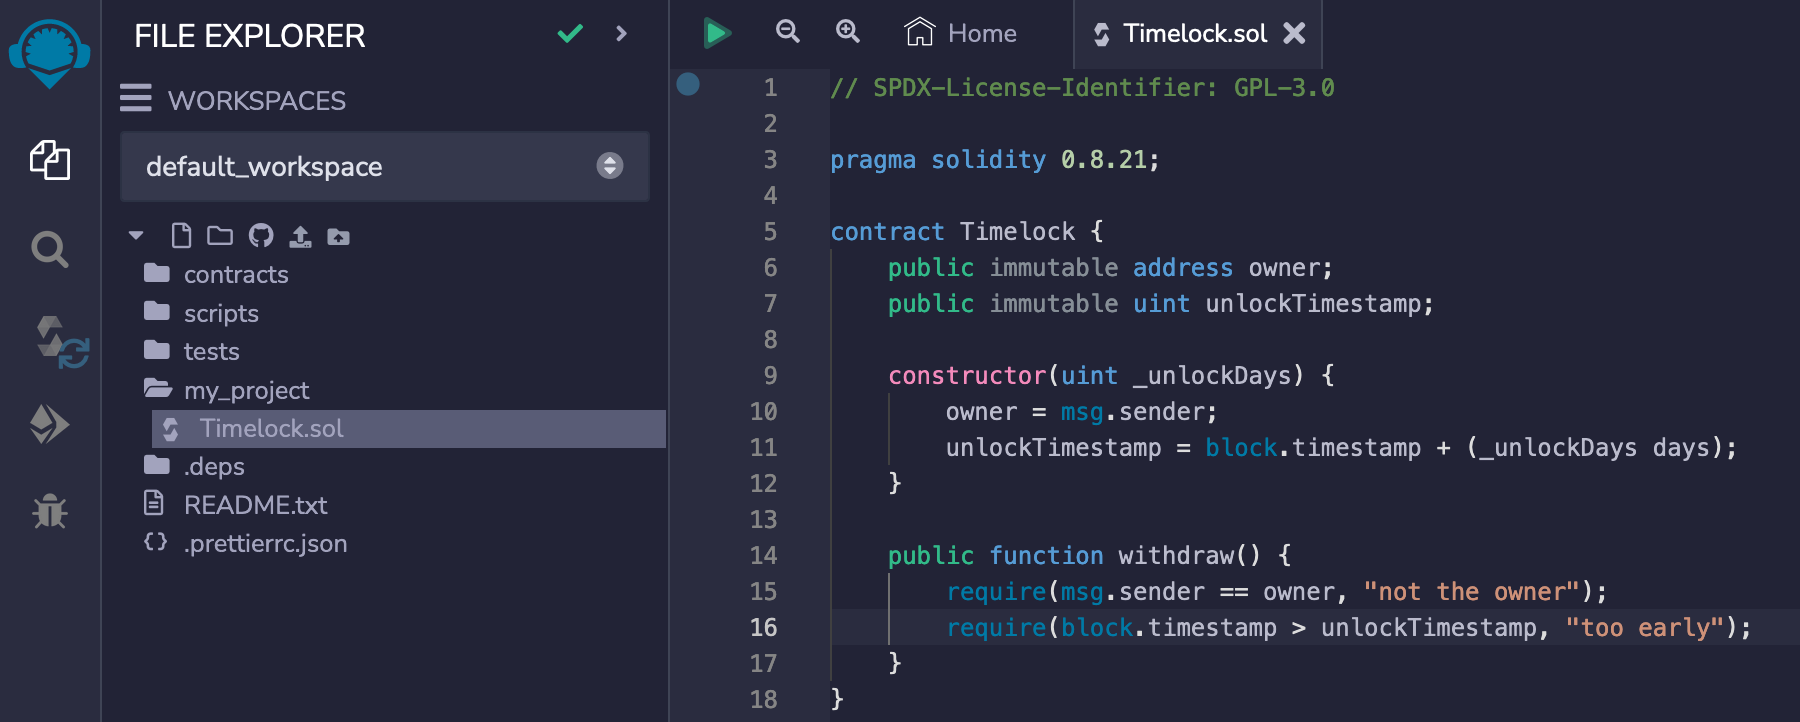 FILE EXPLORER
WORKSPACES
default_workspace
contracts
scripts
tests
my_project
Timelock.sol
.deps
README.txt
.prettierrc.json
Home
Timelock.sol
1 // SPDX-License-Identifier: GPL-3.0
2
3 pragma solidity 0.8.21;
4
5 contract Timelock {
6     public immutable address owner;
7     public immutable uint unlockTimestamp;
8
9     constructor(uint _unlockDays) {
10         owner = msg.sender;
11         unlockTimestamp = block.timestamp + (_unlockDays days);
12     }
13
14     public function withdraw() {
15         require(msg.sender == owner, "not the owner");
16         require(block.timestamp > unlockTimestamp, "too early");
17     }
18 }